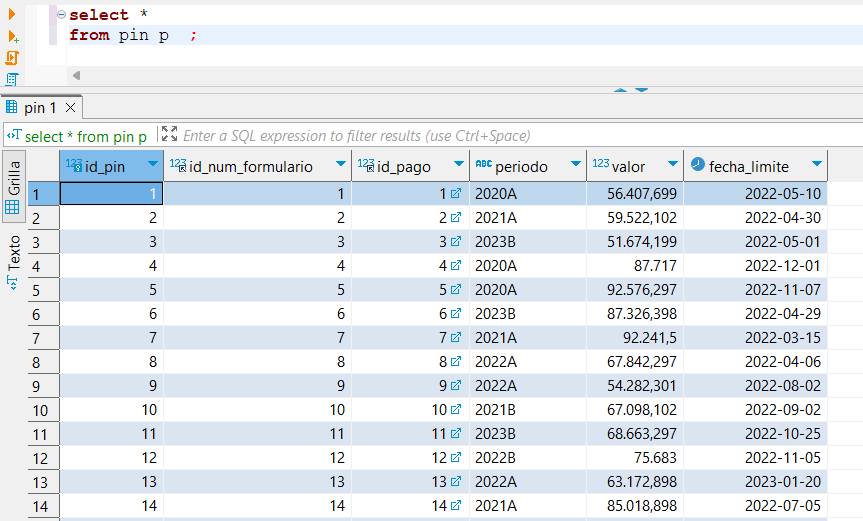 select *
from pin p ;
pin 1
select * from pin p Enter a SQL expression to filter results (use Ctrl+Space)
Grilla
Texto
123 id_pin 123 id_num_formulario 123 id_pago ABC periodo 123 valor fecha_limite
1 1 1 1 2020A 56.407,699 2022-05-10
2 2 2 2 2021A 59.522,102 2022-04-30
3 3 3 3 2023B 51.674,199 2022-05-01
4 4 4 4 2020A 87.717 2022-12-01
5 5 5 5 2020A 92.576,297 2022-11-07
6 6 6 6 2023B 87.326,398 2022-04-29
7 7 7 7 2021A 92.241,5 2022-03-15
8 8 8 8 2022A 67.842,297 2022-04-06
9 9 9 9 2022A 54.282,301 2022-08-02
10 10 10 10 2021B 67.098,102 2022-09-02
11 11 11 11 2023B 68.663,297 2022-10-25
12 12 12 12 2022B 75.683 2022-11-05
13 13 13 13 2022A 63.172,898 2023-01-20
14 14 14 14 2021A 85.018,898 2022-07-05